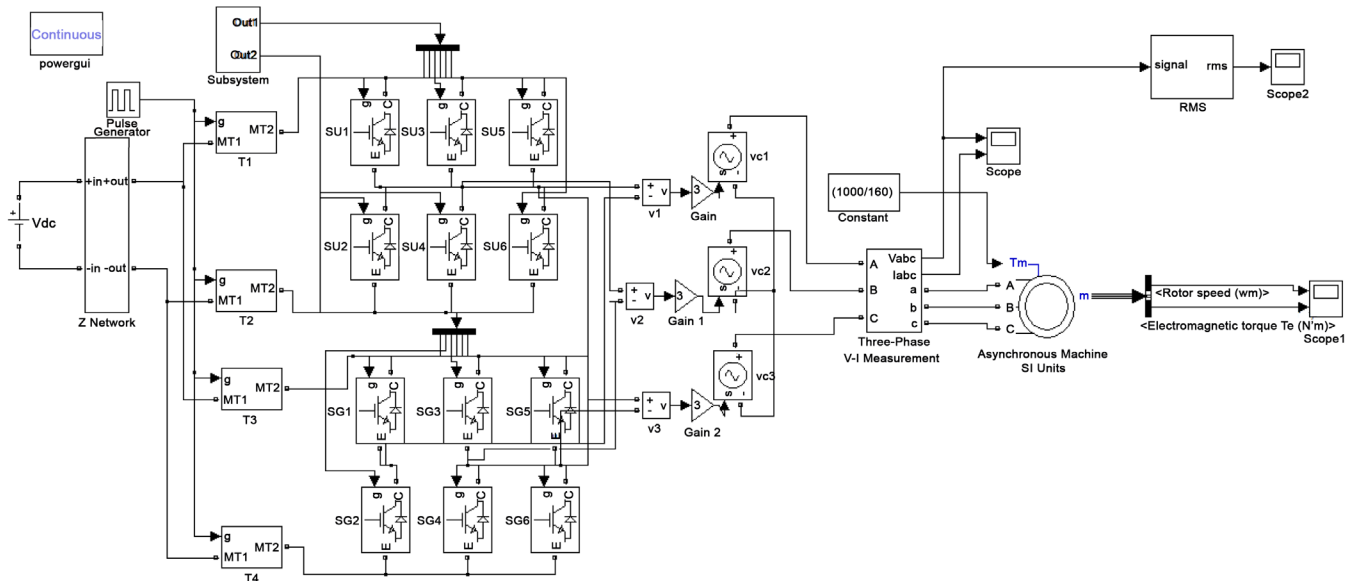 Continuous
powergui
Out1
Out2
Subsystem
Pulse
Generator
g
MT1
MT2
T1
+in+out
-in -out
Z Network
+
Vdc
g
MT1
MT2
T2
g
MT1
MT2
T3
g
MT1
MT2
T4
g
C
E
SU1
g
C
E
SU3
g
C
E
SU5
g
C
E
SU2
g
C
E
SU4
g
C
E
SU6
g
C
E
SG1
g
C
E
SG3
g
C
E
SG5
g
C
E
SG2
g
C
E
SG4
g
C
E
SG6
+
-
v
v1
3
Gain
s
+
-
vc1
+
-
v
v2
3
Gain 1
s
+
-
vc2
+
-
v
v3
3
Gain 2
s
+
-
vc3
signal
rms
RMS
Scope2
Scope
(1000/160)
Constant
A
B
C
Vabc
Iabc
a
b
c
Three-Phase
V-I Measurement
Tm
A
B
C
m
Asynchronous Machine
SI Units
<Rotor speed (wm)>
<Electromagnetic torque Te (N'm)>
Scope1